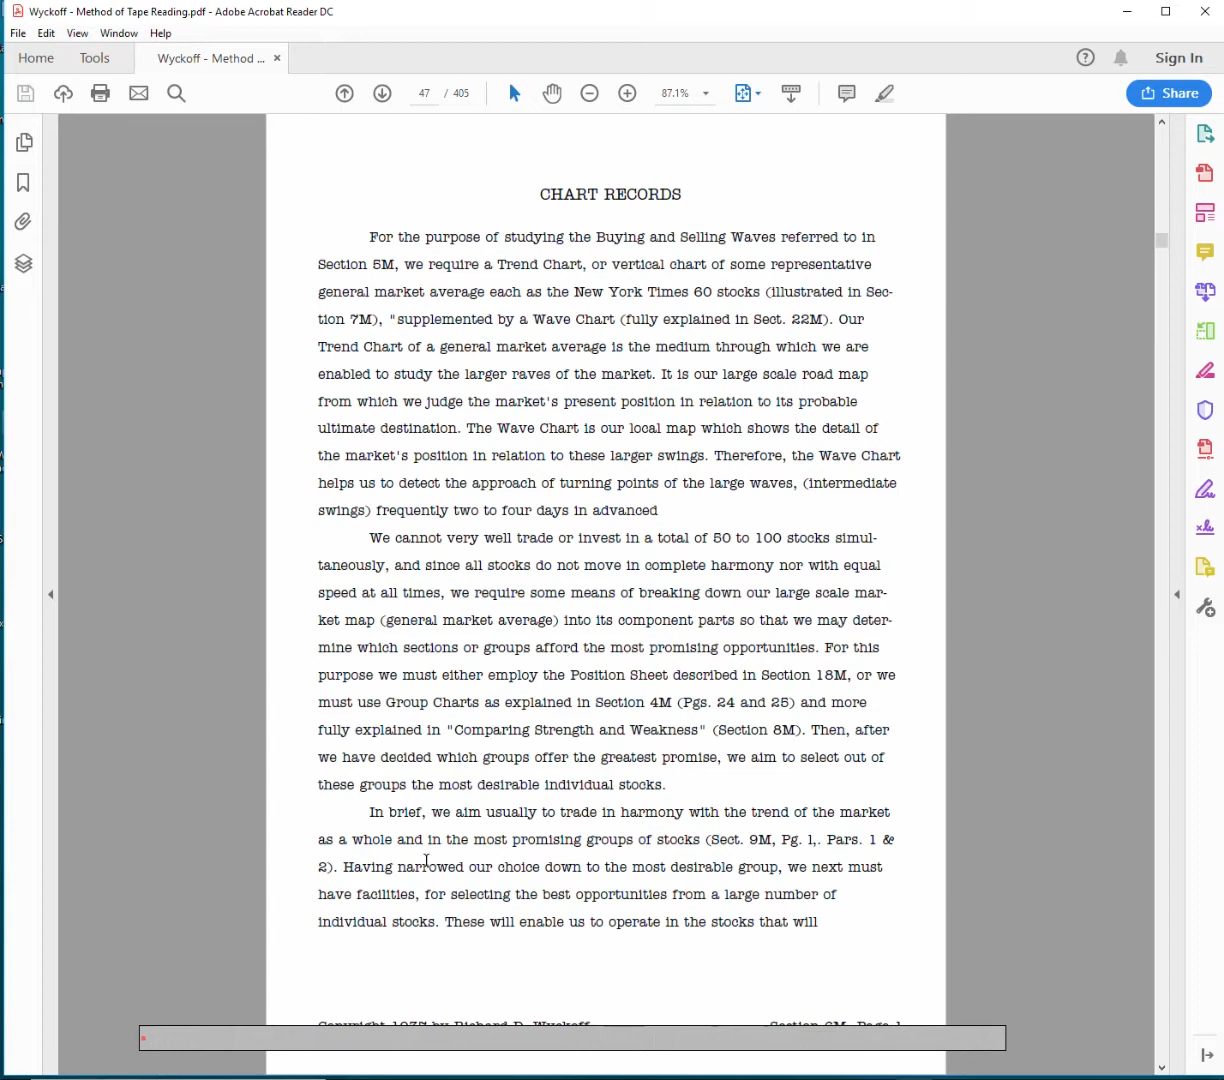 Wyckoff - Method of Tape Reading.pdf - Adobe Acrobat Reader DC
File Edit View Window Help
Home Tools Wyckoff - Method ... × Sign In
47 / 405 87.1% Share
CHART RECORDS
For the purpose of studying the Buying and Selling Waves referred to in
Section 5M, we require a Trend Chart, or vertical chart of some representative
general market average each as the New York Times 60 stocks (illustrated in Sec-
tion 7M), "supplemented by a Wave Chart (fully explained in Sect. 22M). Our
Trend Chart of a general market average is the medium through which we are
enabled to study the larger raves of the market. It is our large scale road map
from which we judge the market's present position in relation to its probable
ultimate destination. The Wave Chart is our local map which shows the detail of
the market's position in relation to these larger swings. Therefore, the Wave Chart
helps us to detect the approach of turning points of the large waves, (intermediate
swings) frequently two to four days in advanced
We cannot very well trade or invest in a total of 50 to 100 stocks simul-
taneously, and since all stocks do not move in complete harmony nor with equal
speed at all times, we require some means of breaking down our large scale mar-
ket map (general market average) into its component parts so that we may deter-
mine which sections or groups afford the most promising opportunities. For this
purpose we must either employ the Position Sheet described in Section 18M, or we
must use Group Charts as explained in Section 4M (Pgs. 24 and 25) and more
fully explained in "Comparing Strength and Weakness" (Section 8M). Then, after
we have decided which groups offer the greatest promise, we aim to select out of
these groups the most desirable individual stocks.
In brief, we aim usually to trade in harmony with the trend of the market
as a whole and in the most promising groups of stocks (Sect. 9M, Pg. l,. Pars. 1 &
2). Having narrowed our choice down to the most desirable group, we next must
have facilities, for selecting the best opportunities from a large number of
individual stocks. These will enable us to operate in the stocks that will
Copyright 1937 by Richard D. Wyckoff Section 6M, Page 1